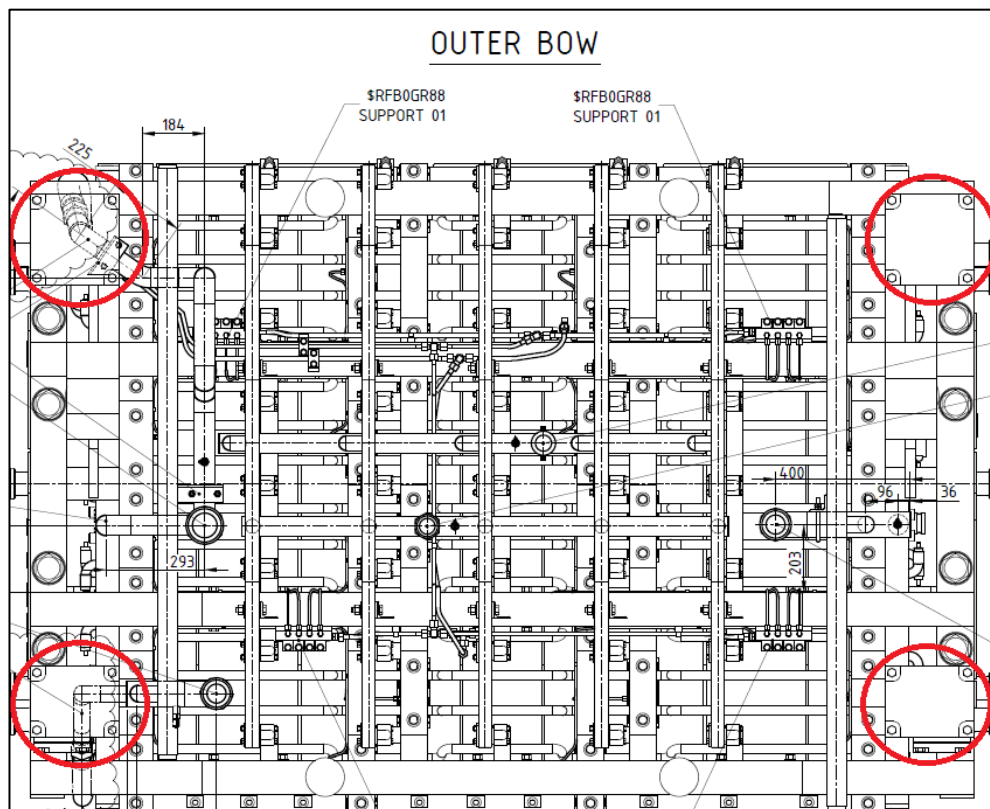 OUTER BOW
$RFB0GR88
SUPPORT 01
$RFB0GR88
SUPPORT 01
184
225
400
96
36
203
293